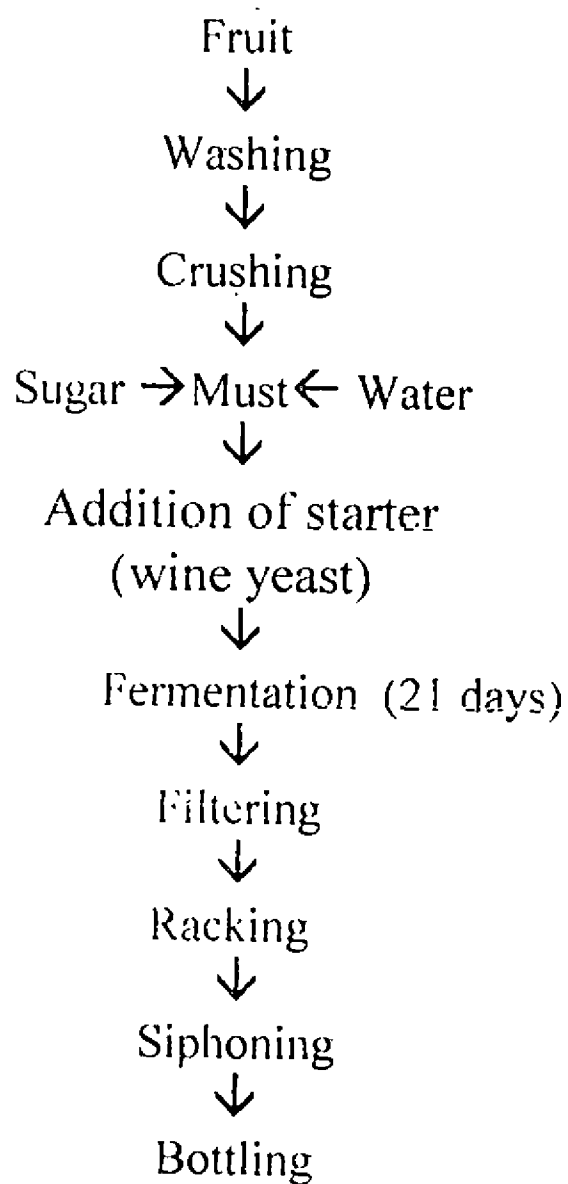 Fruit
↓
Washing
↓
Crushing
↓
Sugar → Must ← Water
↓
Addition of starter
(wine yeast)
↓
Fermentation (21 days)
↓
Filtering
↓
Racking
↓
Siphoning
↓
Bottling